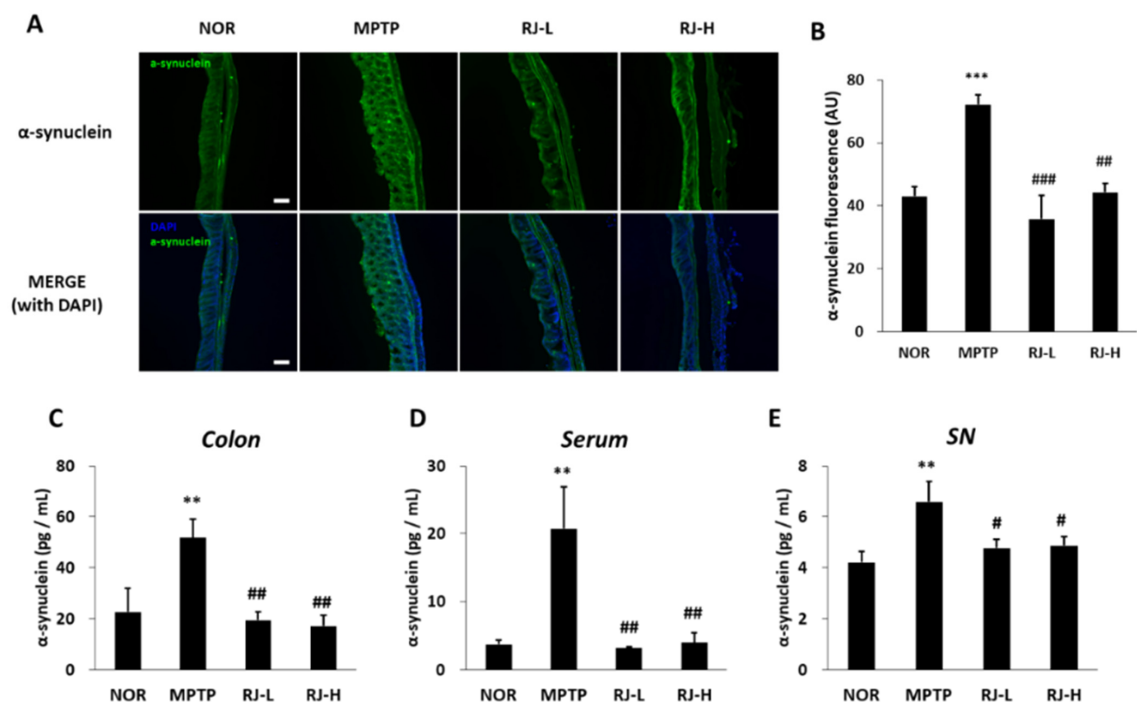 A
NOR MPTP RJ-L RJ-H
α-synuclein
a-synuclein
MERGE
(with DAPI)
DAPI
a-synuclein
B
α-synuclein fluorescence (AU)
80
60
40
20
0
***
###
##
NOR MPTP RJ-L RJ-H
C
Colon
α-synuclein (pg / mL)
80
60
40
20
0
**
##
##
NOR MPTP RJ-L RJ-H
D
Serum
α-synuclein (pg / mL)
30
20
10
0
**
##
##
NOR MPTP RJ-L RJ-H
E
SN
α-synuclein (pg / mL)
8
6
4
2
0
**
#
#
NOR MPTP RJ-L RJ-H